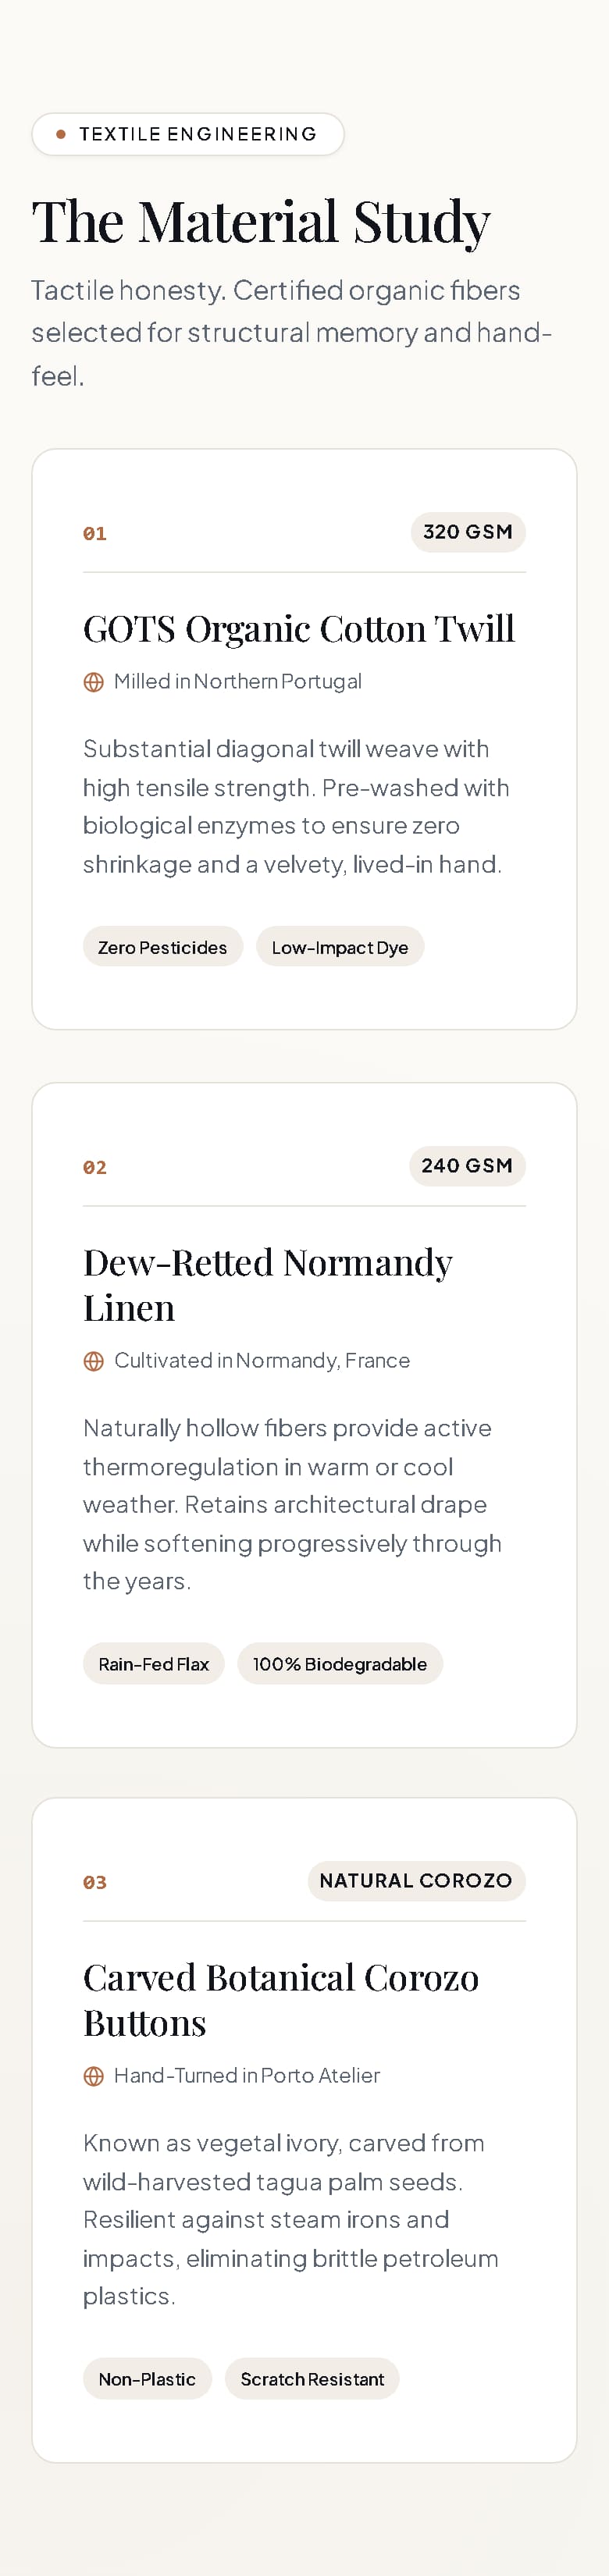 TEXTILE ENGINEERING
The Material Study
Tactile honesty. Certified organic fibers
selected for structural memory and hand-
feel.
01
320 GSM
GOTS Organic Cotton Twill
Milled in Northern Portugal
Substantial diagonal twill weave with
high tensile strength. Pre-washed with
biological enzymes to ensure zero
shrinkage and a velvety, lived-in hand.
Zero Pesticides
Low-Impact Dye
02
240 GSM
Dew-Retted Normandy
Linen
Cultivated in Normandy, France
Naturally hollow fibers provide active
thermoregulation in warm or cool
weather. Retains architectural drape
while softening progressively through
the years.
Rain-Fed Flax
100% Biodegradable
03
NATURAL COROZO
Carved Botanical Corozo
Buttons
Hand-Turned in Porto Atelier
Known as vegetal ivory, carved from
wild-harvested tagua palm seeds.
Resilient against steam irons and
impacts, eliminating brittle petroleum
plastics.
Non-Plastic
Scratch Resistant